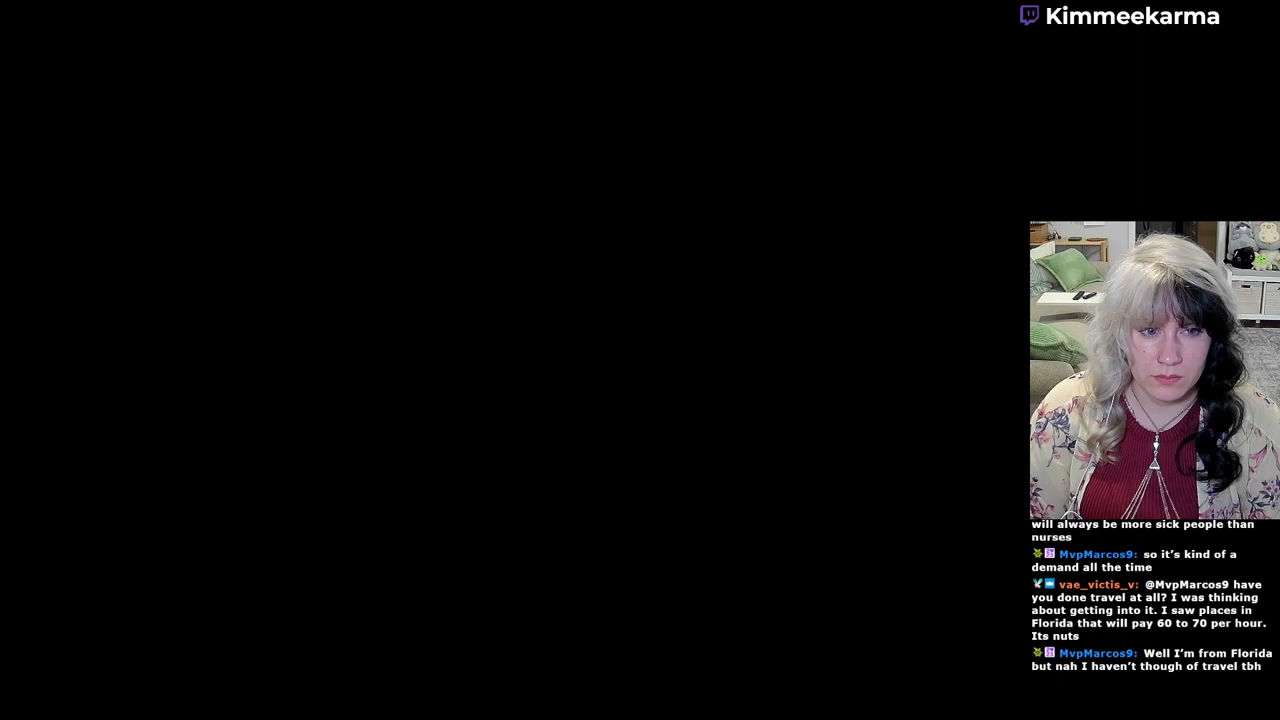 Kimmeekarma
will always be more sick people than
nurses
MvpMarcos9: so it's kind of a
demand all the time
vae_victis_v: @MvpMarcos9 have
you done travel at all? I was thinking
about getting into it. I saw places in
Florida that will pay 60 to 70 per hour.
Its nuts
MvpMarcos9: Well I'm from Florida
but nah I haven't though of travel tbh